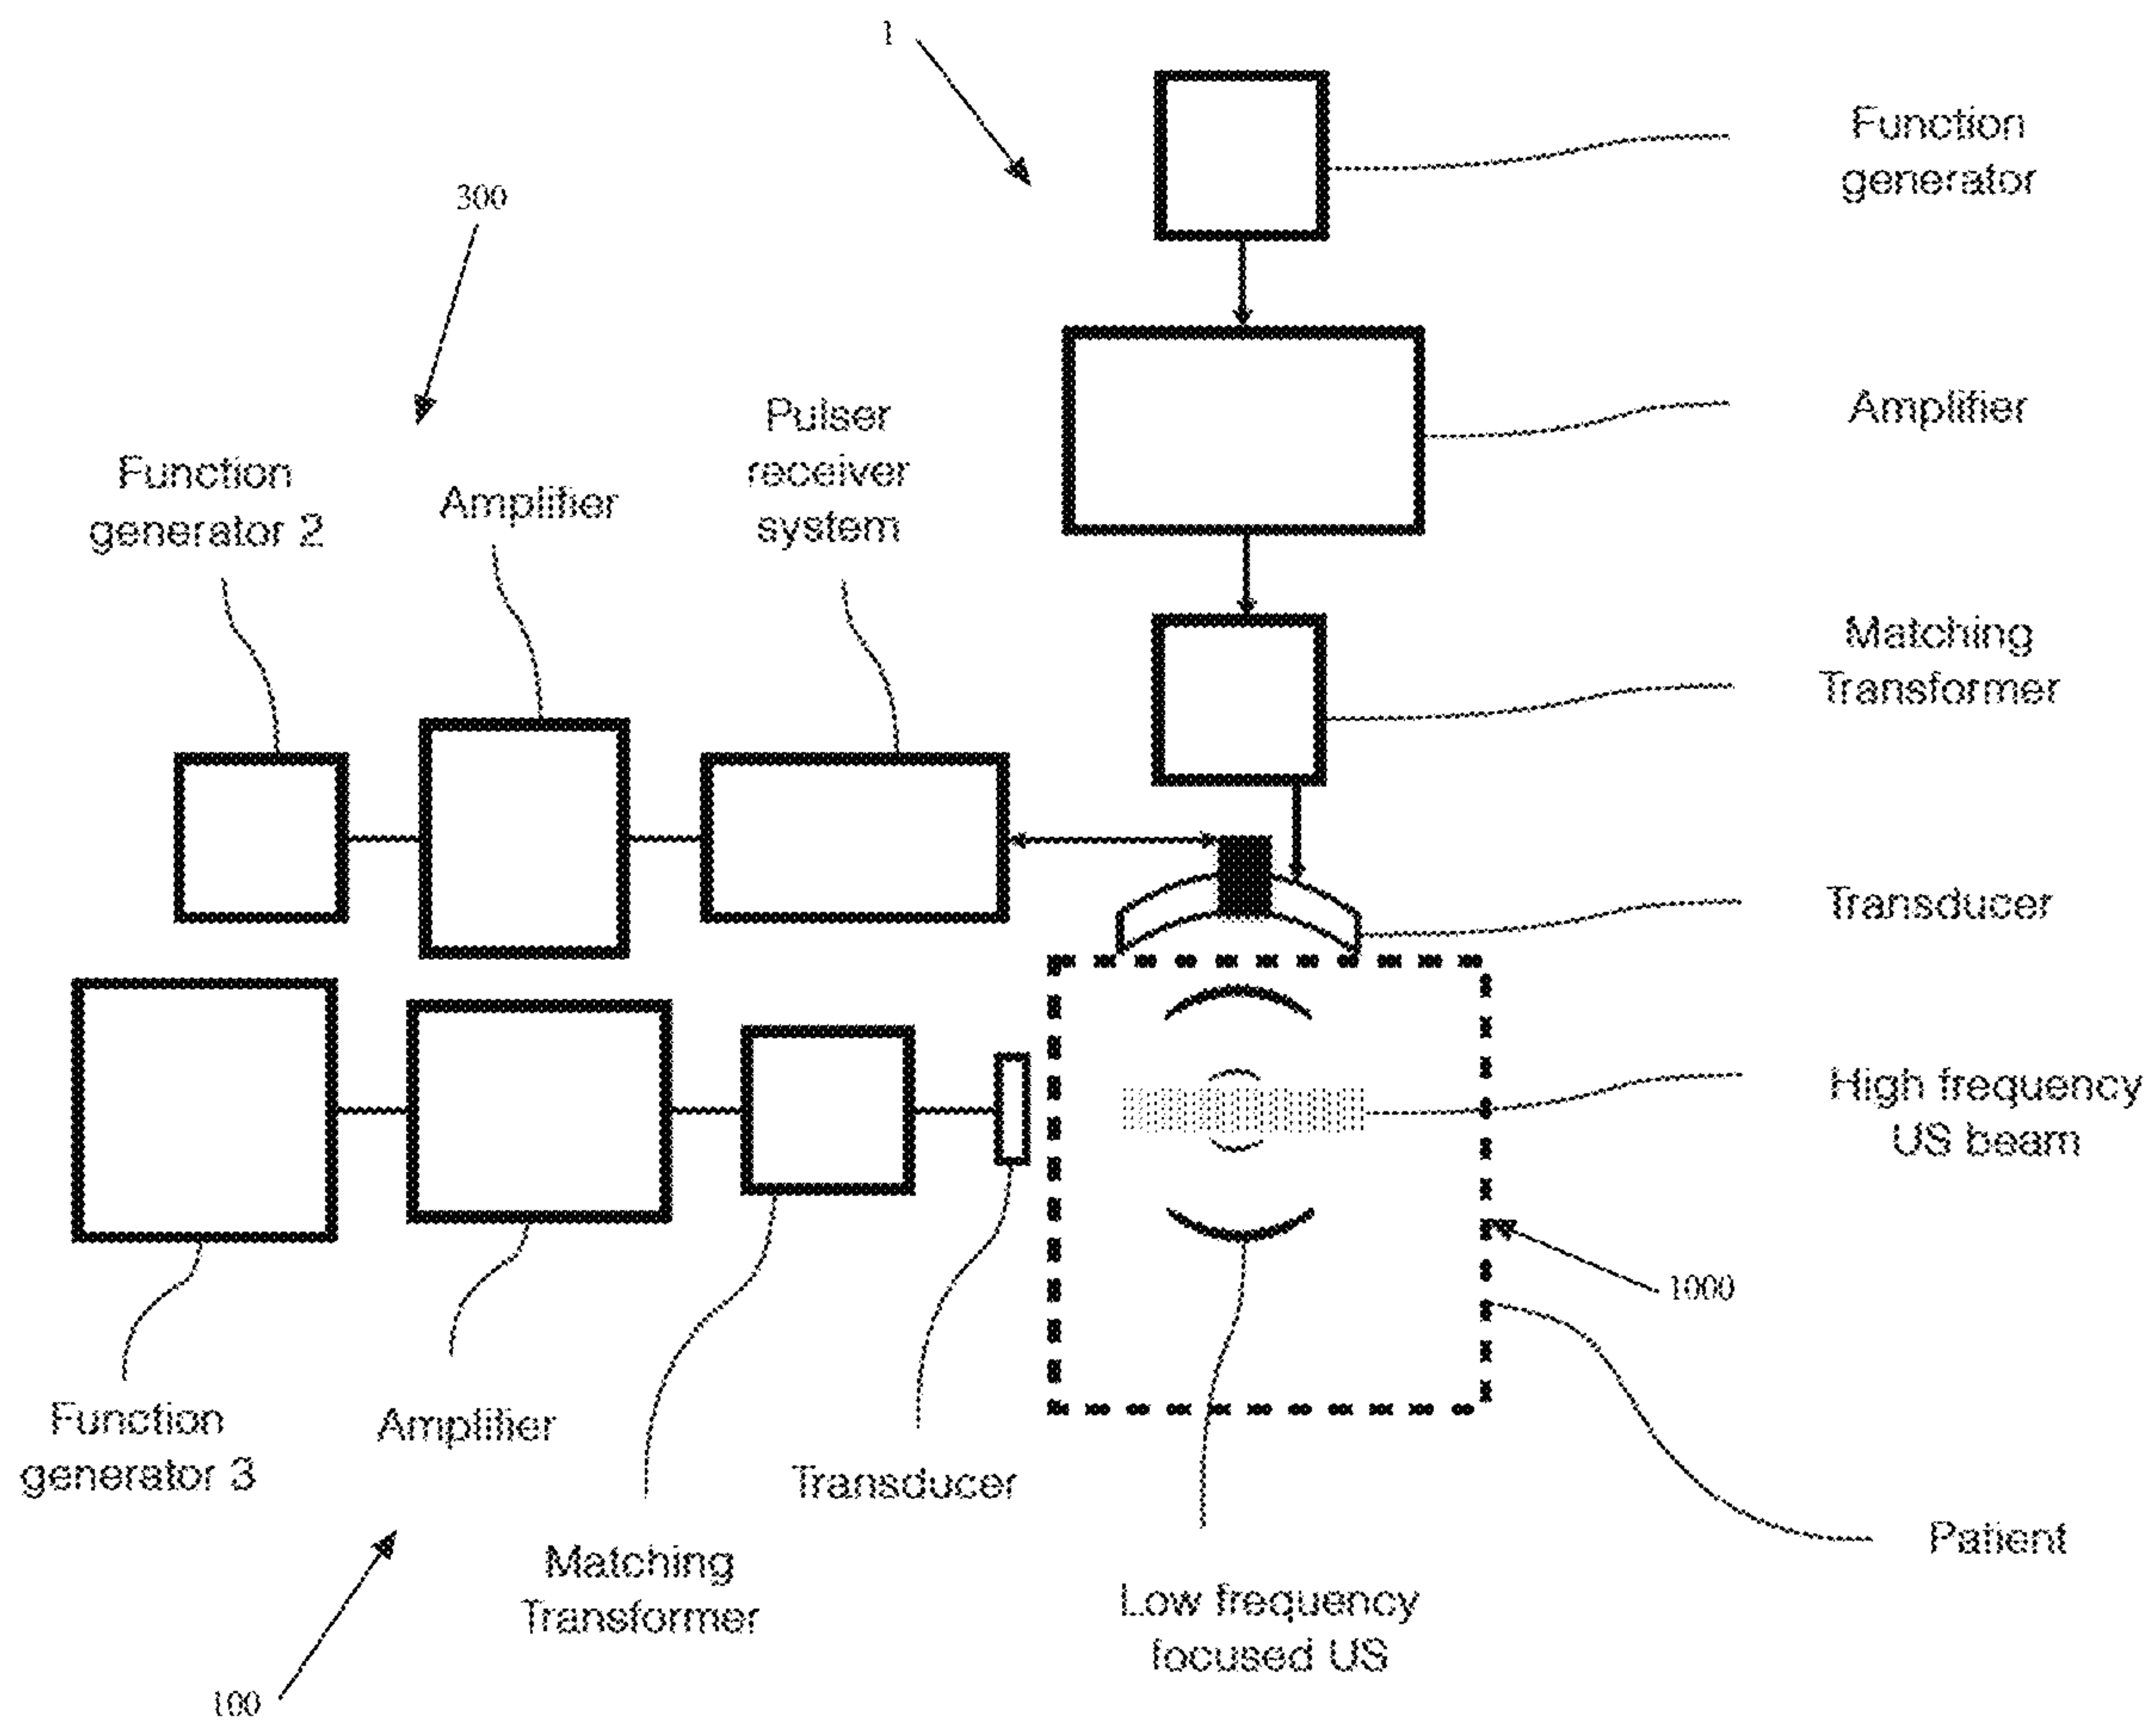 1
Function
generator
300
Amplifier
Pulser
receiver
system
Function
generator 2
Amplifier
Matching
Transformer
Transducer
High frequency
US beam
1000
Function
generator 3
Amplifier
Transducer
Matching
Transformer
Low frequency
focused US
Patient
100